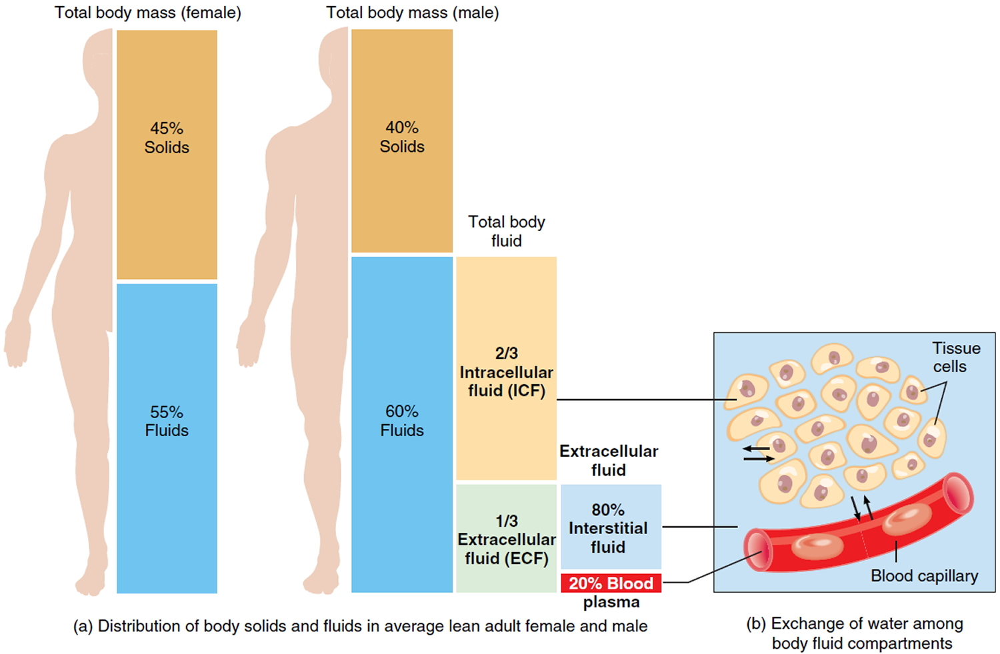 Total body mass (female)
45%
Solids
55%
Fluids
Total body mass (male)
40%
Solids
60%
Fluids
Total body
fluid
2/3
Intracellular
fluid (ICF)
1/3
Extracellular
fluid (ECF)
Extracellular
fluid
80%
Interstitial
fluid
20% Blood
plasma
Tissue
cells
Blood capillary
(a) Distribution of body solids and fluids in average lean adult female and male
(b) Exchange of water among
body fluid compartments